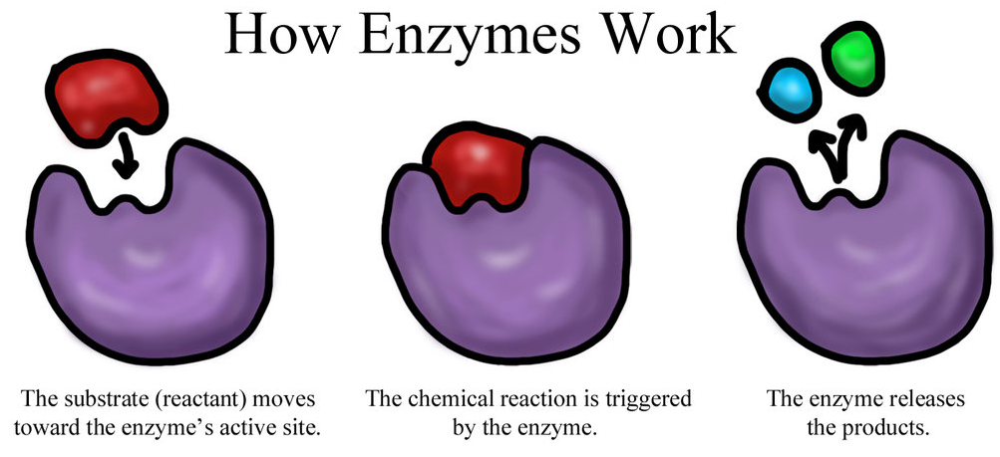 How Enzymes Work
The substrate (reactant) moves
toward the enzyme's active site.
The chemical reaction is triggered
by the enzyme.
The enzyme releases
the products.